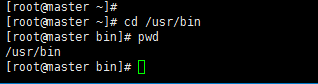 [root@master ~]#
[root@master ~]# cd /usr/bin
[root@master bin]# pwd
/usr/bin
[root@master bin]#